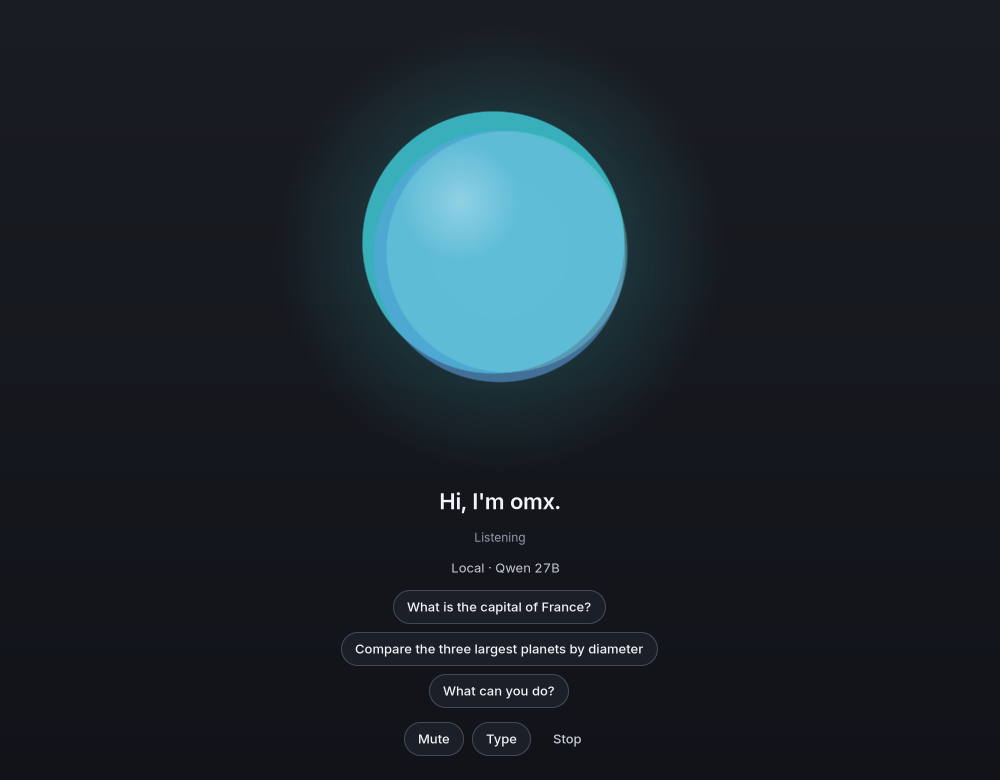 Hi, I'm omx.
Listening
Local · Qwen 27B
What is the capital of France?
Compare the three largest planets by diameter
What can you do?
Mute Type Stop